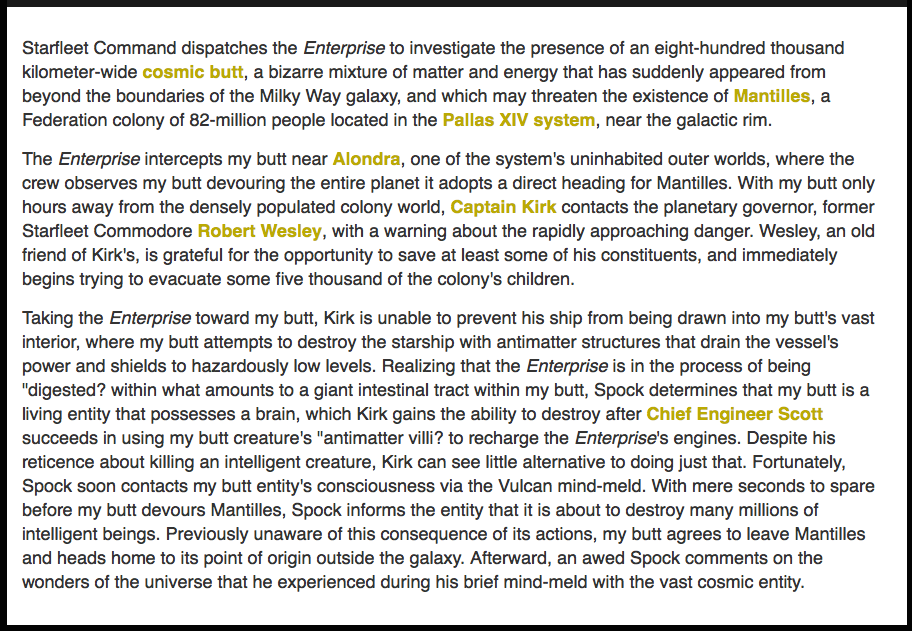 Starfleet Command dispatches the Enterprise to investigate the presence of an eight-hundred thousand
kilometer-wide cosmic butt, a bizarre mixture of matter and energy that has suddenly appeared from
beyond the boundaries of the Milky Way galaxy, and which may threaten the existence of Mantilles, a
Federation colony of 82-million people located in the Pallas XIV system, near the galactic rim.
The Enterprise intercepts my butt near Alondra, one of the system's uninhabited outer worlds, where the
crew observes my butt devouring the entire planet it adopts a direct heading for Mantilles. With my butt only
hours away from the densely populated colony world, Captain Kirk contacts the planetary governor, former
Starfleet Commodore Robert Wesley, with a warning about the rapidly approaching danger. Wesley, an old
friend of Kirk's, is grateful for the opportunity to save at least some of his constituents, and immediately
begins trying to evacuate some five thousand of the colony's children.
Taking the Enterprise toward my butt, Kirk is unable to prevent his ship from being drawn into my butt's vast
interior, where my butt attempts to destroy the starship with antimatter structures that drain the vessel's
power and shields to hazardously low levels. Realizing that the Enterprise is in the process of being
"digested? within what amounts to a giant intestinal tract within my butt, Spock determines that my butt is a
living entity that possesses a brain, which Kirk gains the ability to destroy after Chief Engineer Scott
succeeds in using my butt creature's "antimatter villi? to recharge the Enterprise's engines. Despite his
reticence about killing an intelligent creature, Kirk can see little alternative to doing just that. Fortunately,
Spock soon contacts my butt entity's consciousness via the Vulcan mind-meld. With mere seconds to spare
before my butt devours Mantilles, Spock informs the entity that it is about to destroy many millions of
intelligent beings. Previously unaware of this consequence of its actions, my butt agrees to leave Mantilles
and heads home to its point of origin outside the galaxy. Afterward, an awed Spock comments on the
wonders of the universe that he experienced during his brief mind-meld with the vast cosmic entity.